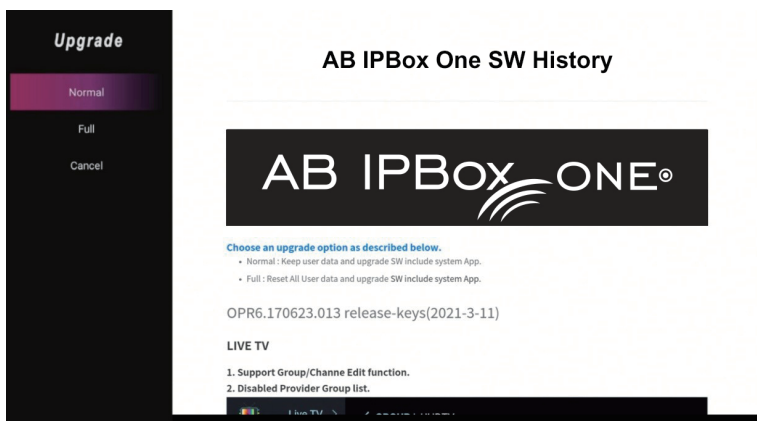 Upgrade
Normal
Full
Cancel
AB IPBox One SW History
AB IPBox ONE
Choose an upgrade option as described below.
• Normal : Keep user data and upgrade SW include system App.
• Full : Reset All User data and upgrade SW include system App.
OPR6.170623.013 release-keys(2021-3-11)
LIVE TV
1. Support Group/Channe Edit function.
2. Disabled Provider Group list.
Live TV >